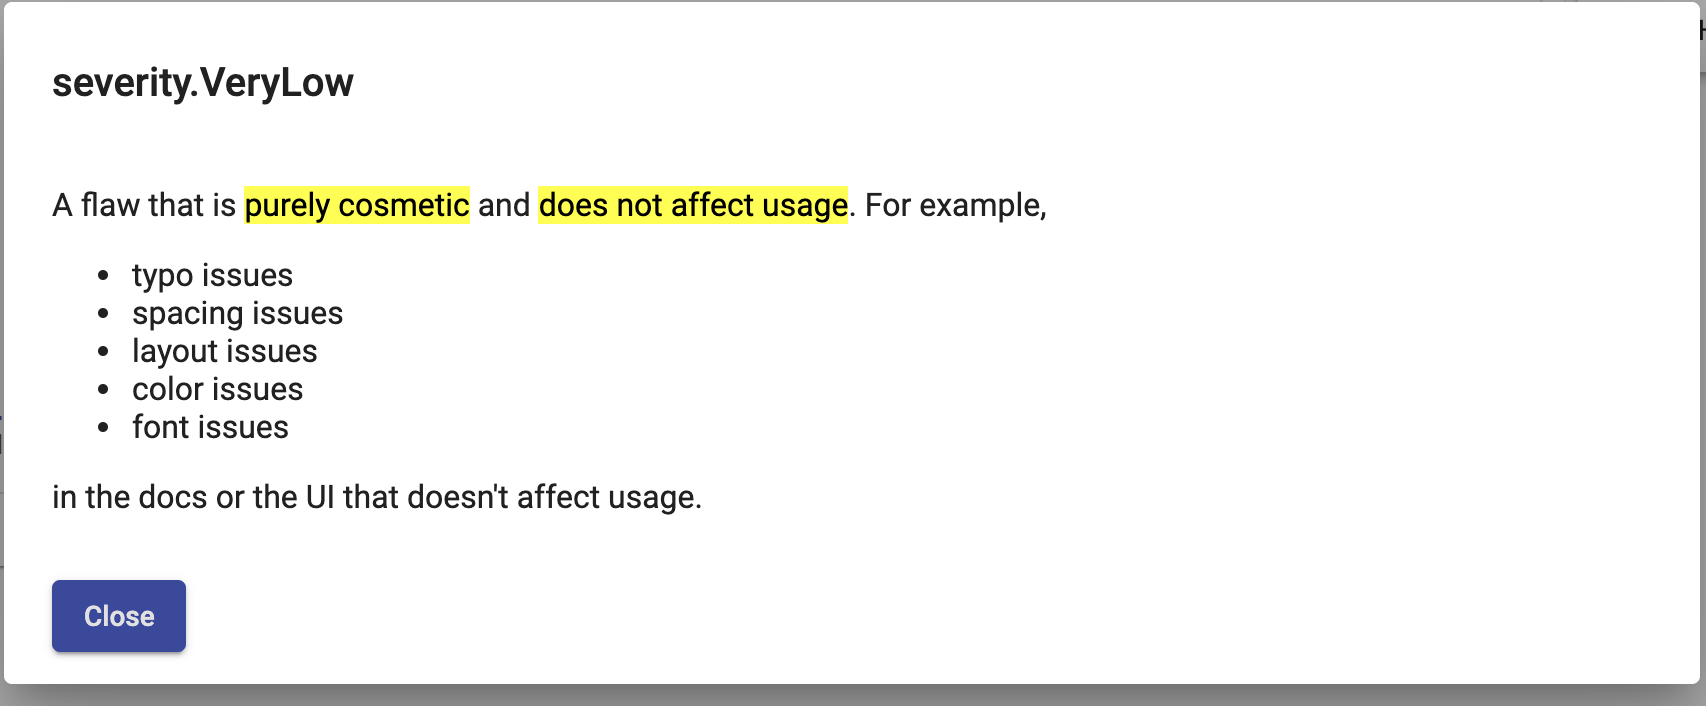 severity.VeryLow
A flaw that is purely cosmetic and does not affect usage. For example,
• typo issues
• spacing issues
• layout issues
• color issues
• font issues
in the docs or the UI that doesn't affect usage.
Close